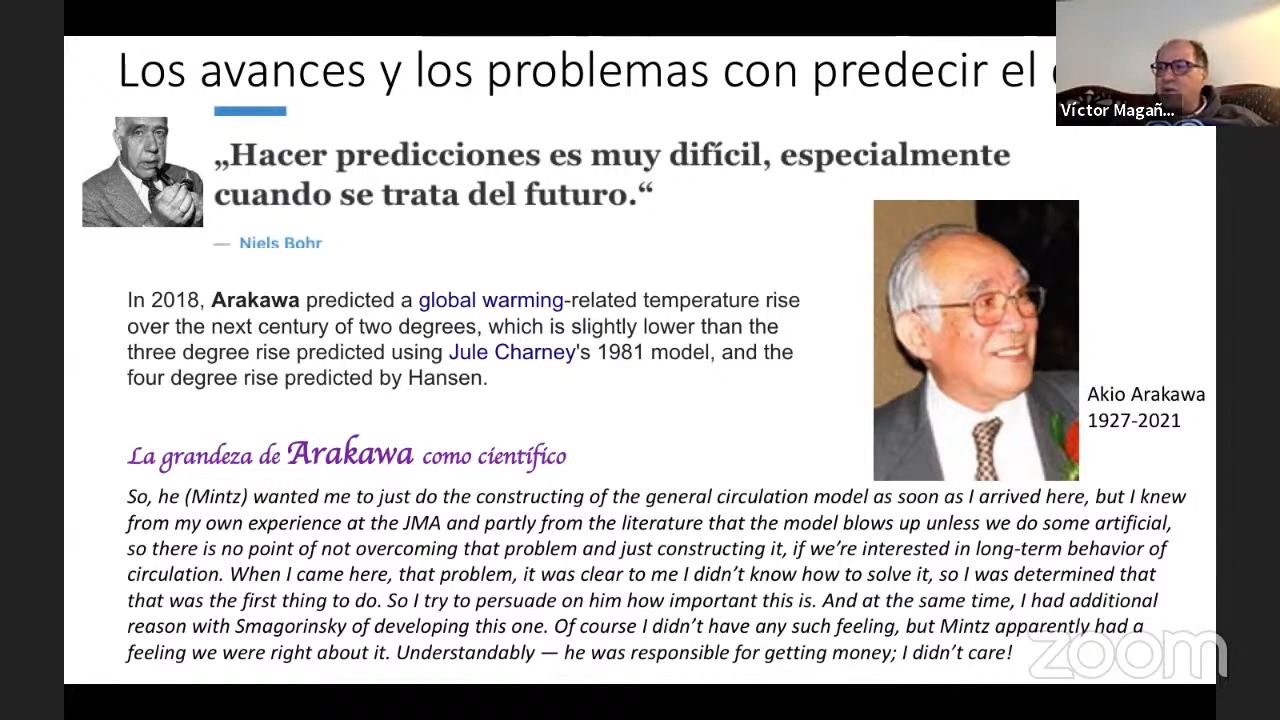 Los avances y los problemas con predecir el
Víctor Magañ...
„Hacer predicciones es muy difícil, especialmente
cuando se trata del futuro.“
— Niels Bohr
In 2018, Arakawa predicted a global warming-related temperature rise
over the next century of two degrees, which is slightly lower than the
three degree rise predicted using Jule Charney's 1981 model, and the
four degree rise predicted by Hansen.
Akio Arakawa
1927-2021
La grandeza de Arakawa como científico
So, he (Mintz) wanted me to just do the constructing of the general circulation model as soon as I arrived here, but I knew
from my own experience at the JMA and partly from the literature that the model blows up unless we do some artificial,
so there is no point of not overcoming that problem and just constructing it, if we’re interested in long-term behavior of
circulation. When I came here, that problem, it was clear to me I didn’t know how to solve it, so I was determined that
that was the first thing to do. So I try to persuade on him how important this is. And at the same time, I had additional
reason with Smagorinsky of developing this one. Of course I didn’t have any such feeling, but Mintz apparently had a
feeling we were right about it. Understandably — he was responsible for getting money; I didn’t care!
zoom